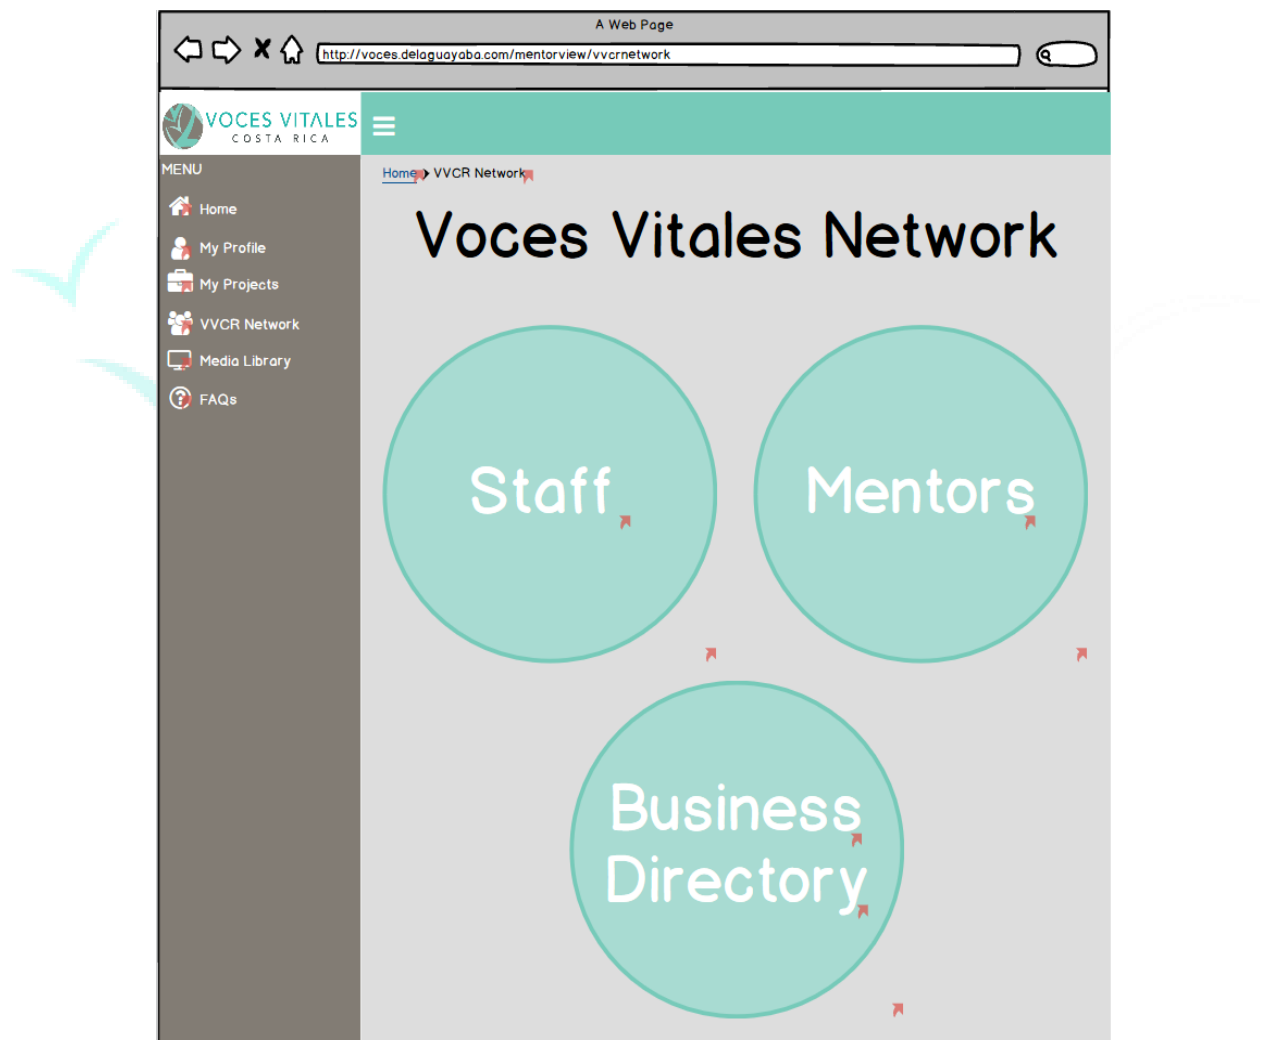 A Web Page
http://voces.delaguayaba.com/mentorview/vvcrnetwork
VOCES VITALES
COSTA RICA
MENU
Home
My Profile
My Projects
VVCR Network
Media Library
FAQs
Home VVCR Network
Voces Vitales Network
Staff
Mentors
Business
Directory